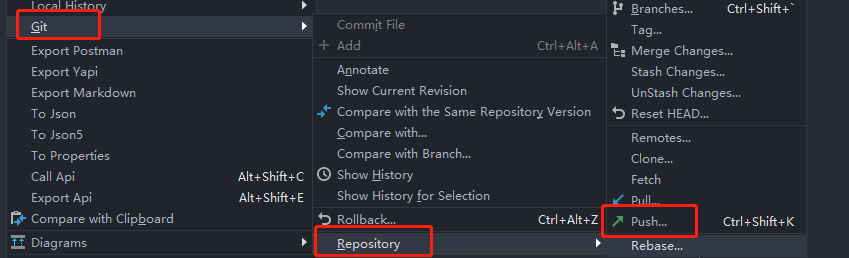 Local History
Git
Export Postman
Export Yapi
Export Markdown
To Json
To Json5
To Properties
Call Api Alt+Shift+C
Export Api Alt+Shift+E
Compare with Clipboard
Diagrams
Commit File
Add Ctrl+Alt+A
Annotate
Show Current Revision
Compare with the Same Repository Version
Compare with...
Compare with Branch...
Show History
Show History for Selection
Rollback... Ctrl+Alt+Z
Repository
Branches... Ctrl+Shift+`
Tag...
Merge Changes...
Stash Changes...
UnStash Changes...
Reset HEAD...
Remotes...
Clone...
Fetch
Pull...
Push... Ctrl+Shift+K
Rebase...